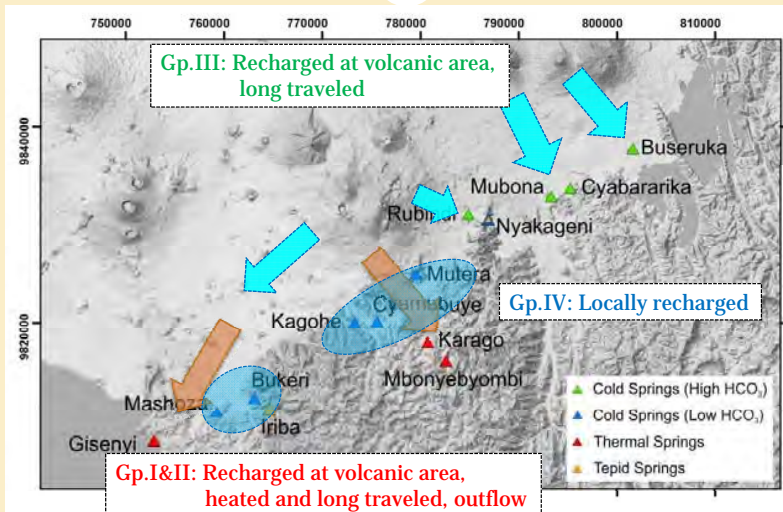 750000 760000 770000 780000 790000 800000 810000
Gp.III: Recharged at volcanic area,
long traveled
9840000
Buseruka
Mubona
Cyabararika
Nyakageni
Mutera
Cyamabuye
Gp.IV: Locally recharged
9820000
Kagohe
Karago
Mbonyebyombi
Bukeri
Mashoza
Iriba
Gisenyi
Cold Springs (High HCO₃)
Cold Springs (Low HCO₃)
Thermal Springs
Tepid Springs
Gp.I&II: Recharged at volcanic area,
heated and long traveled, outflow